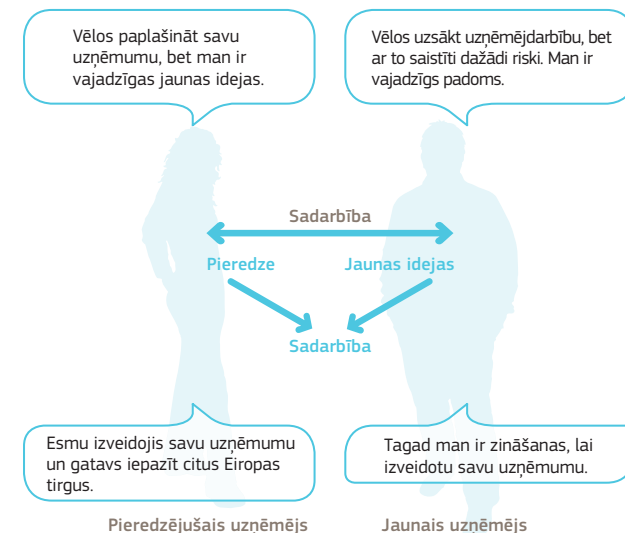 Vēlos paplašināt savu
uzņēmumu, bet man ir
vajadzīgas jaunas idejas.
Vēlos uzsākt uzņēmējdarbību, bet
ar to saistīti dažādi riski. Man ir
vajadzīgs padoms.
Sadarbība
Pieredze
Jaunas idejas
Sadarbība
Esmu izveidojis savu uzņēmumu
un gatavs iepazīt citus Eiropas
tirgus.
Tagad man ir zināšanas, lai
izveidotu savu uzņēmumu.
Pieredzējušais uzņēmējs
Jaunais uzņēmējs